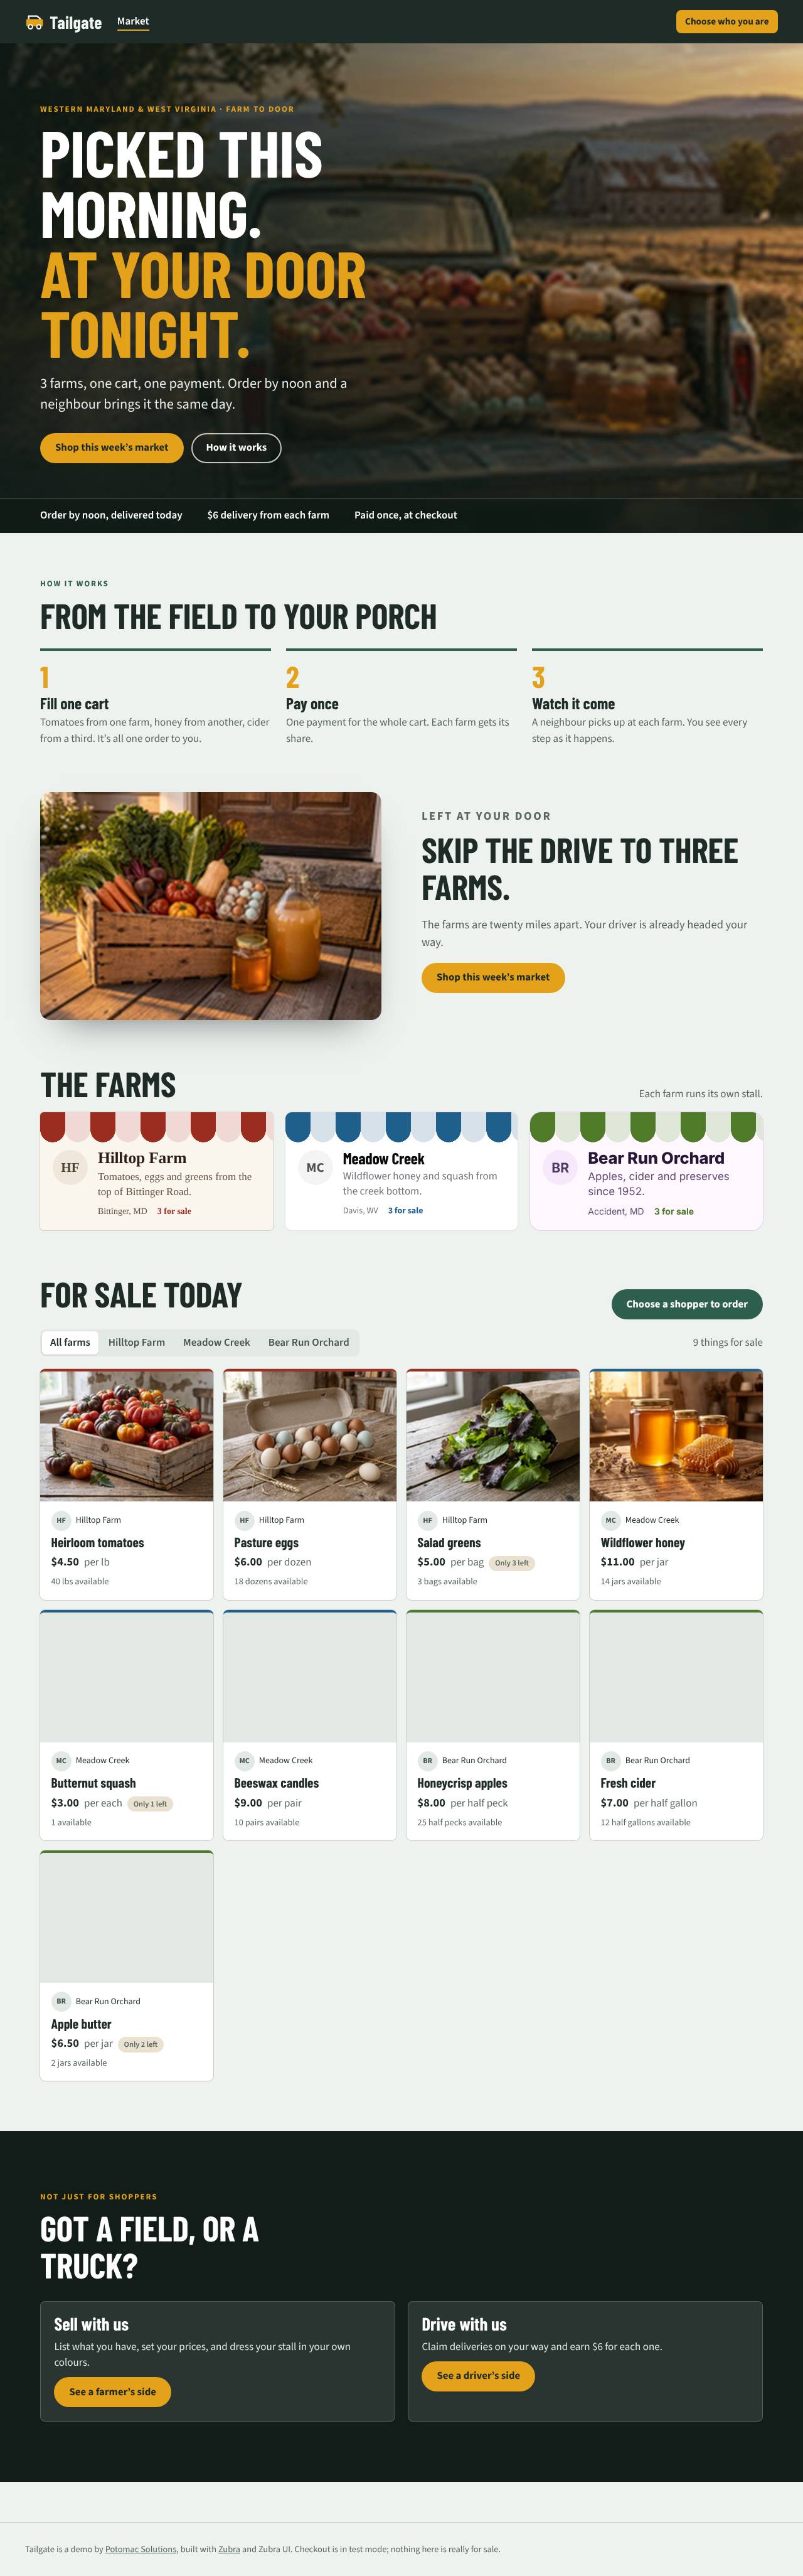 Tailgate
Market
Choose who you are
WESTERN MARYLAND & WEST VIRGINIA · FARM TO DOOR
PICKED THIS
MORNING.
AT YOUR DOOR
TONIGHT.
3 farms, one cart, one payment. Order by noon and a
neighbour brings it the same day.
Shop this week's market
How it works
Order by noon, delivered today
$6 delivery from each farm
Paid once, at checkout
HOW IT WORKS
FROM THE FIELD TO YOUR PORCH
1
Fill one cart
Tomatoes from one farm, honey from another, cider
from a third. It's all one order to you.
2
Pay once
One payment for the whole cart. Each farm gets its
share.
3
Watch it come
A neighbour picks up at each farm. You see every
step as it happens.
LEFT AT YOUR DOOR
SKIP THE DRIVE TO THREE
FARMS.
The farms are twenty miles apart. Your driver is already headed your
way.
Shop this week's market
THE FARMS
Each farm runs its own stall.
HF
Hilltop Farm
Tomatoes, eggs and greens from the
top of Bittinger Road.
Bittinger, MD 3 for sale
MC
Meadow Creek
Wildflower honey and squash from
the creek bottom.
Davis, WV 3 for sale
BR
Bear Run Orchard
Apples, cider and preserves
since 1952.
Accident, MD 3 for sale
FOR SALE TODAY
Choose a shopper to order
All farms
Hilltop Farm
Meadow Creek
Bear Run Orchard
9 things for sale
HF Hilltop Farm
Heirloom tomatoes
$4.50 per lb
40 lbs available
HF Hilltop Farm
Pasture eggs
$6.00 per dozen
18 dozens available
HF Hilltop Farm
Salad greens
$5.00 per bag Only 3 left
3 bags available
MC Meadow Creek
Wildflower honey
$11.00 per jar
14 jars available
MC Meadow Creek
Butternut squash
$3.00 per each Only 1 left
1 available
MC Meadow Creek
Beeswax candles
$9.00 per pair
10 pairs available
BR Bear Run Orchard
Honeycrisp apples
$8.00 per half peck
25 half pecks available
BR Bear Run Orchard
Fresh cider
$7.00 per half gallon
12 half gallons available
BR Bear Run Orchard
Apple butter
$6.50 per jar Only 2 left
2 jars available
NOT JUST FOR SHOPPERS
GOT A FIELD, OR A
TRUCK?
Sell with us
List what you have, set your prices, and dress your stall in your own
colours.
See a farmer's side
Drive with us
Claim deliveries on your way and earn $6 for each one.
See a driver's side
Tailgate is a demo by Potomac Solutions, built with Zubra and Zubra UI. Checkout is in test mode; nothing here is really for sale.